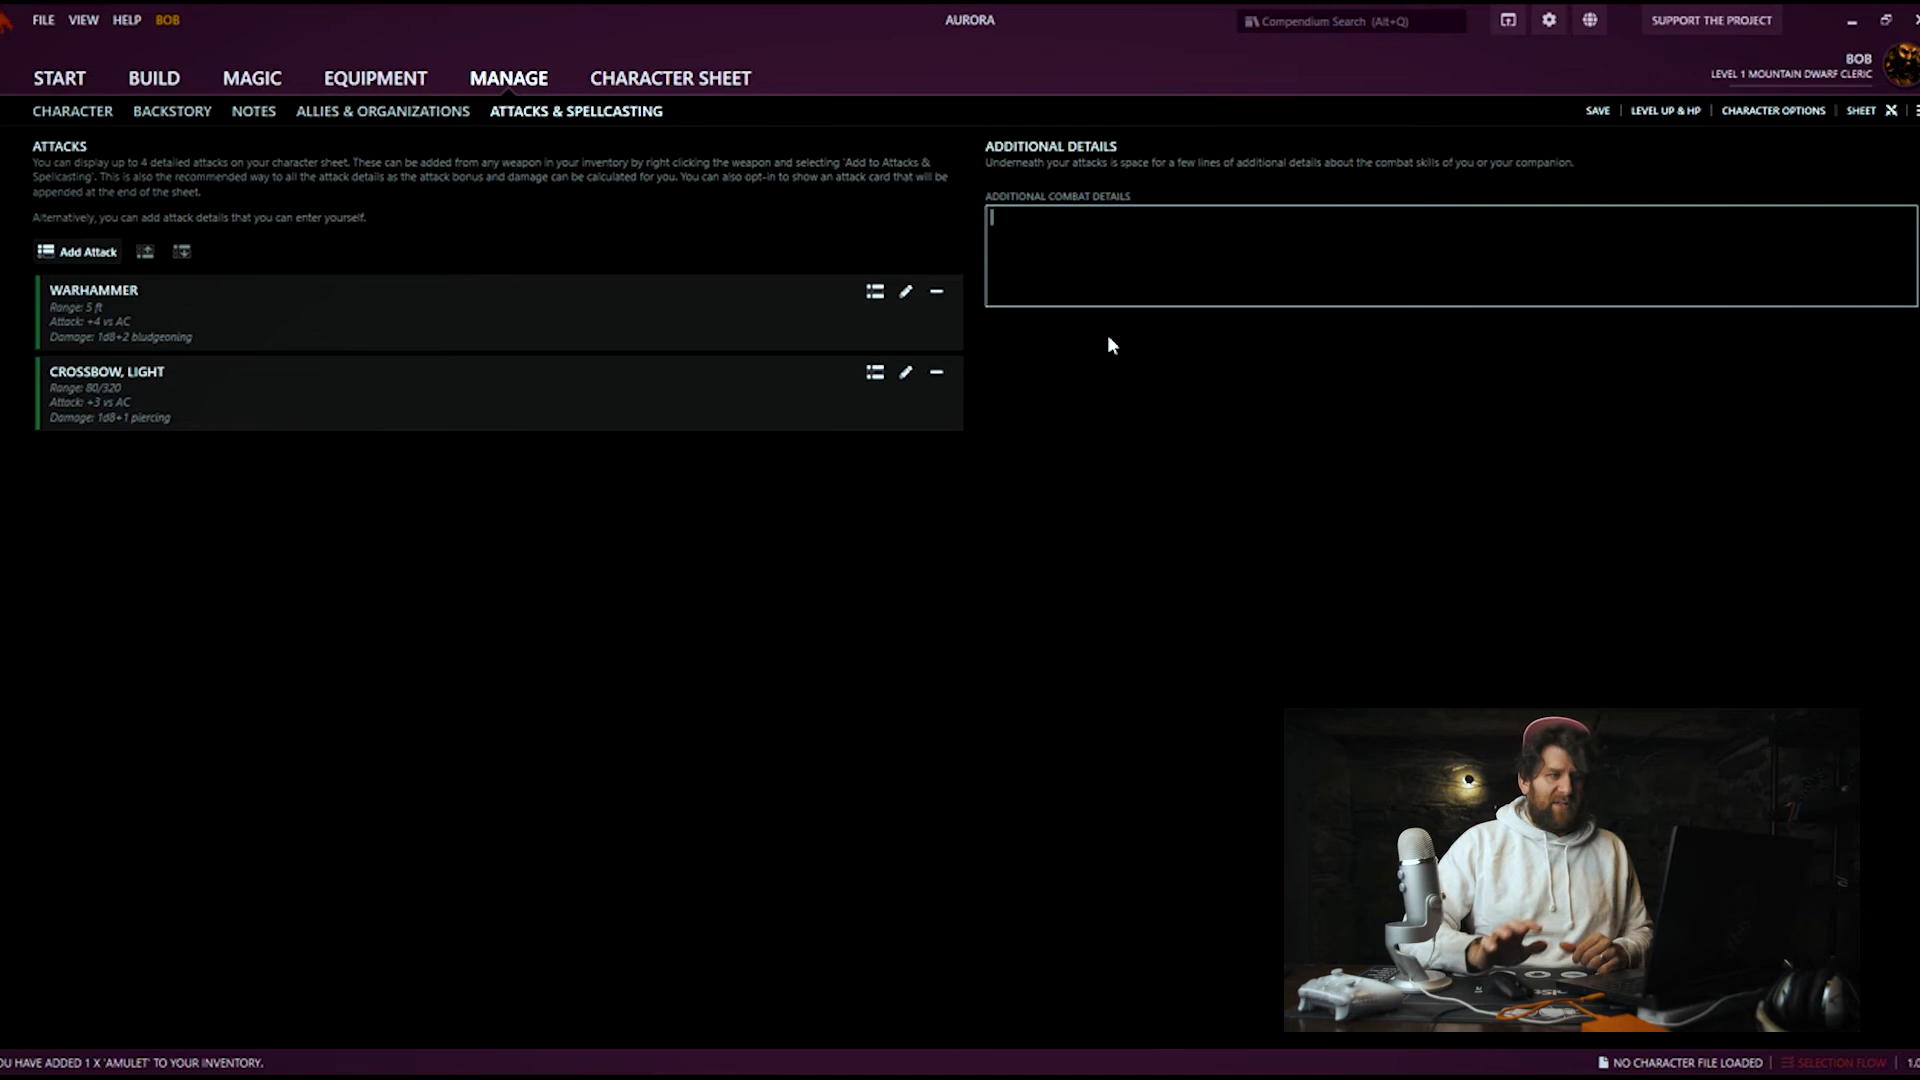 FILE VIEW HELP BOB
AURORA
Compendium Search (Alt+Q)
SUPPORT THE PROJECT
START BUILD MAGIC EQUIPMENT MANAGE CHARACTER SHEET
BOB
LEVEL 1 MOUNTAIN DWARF CLERIC
CHARACTER BACKSTORY NOTES ALLIES & ORGANIZATIONS ATTACKS & SPELLCASTING
SAVE LEVEL UP & HP CHARACTER OPTIONS SHEET
ATTACKS
You can display up to 4 detailed attacks on your character sheet. These can be added from any weapon in your inventory by right clicking the weapon and selecting 'Add to Attacks &
Spellcasting'. This is also the recommended way to all the attack details as the attack bonus and damage can be calculated for you. You can also opt-in to show an attack card that will be
appended at the end of the sheet.
Alternatively, you can add attack details that you can enter yourself.
Add Attack
WARHAMMER
Range: 5 ft
Attack: +4 vs AC
Damage: 1d8+2 bludgeoning
CROSSBOW, LIGHT
Range: 80/320
Attack: +3 vs AC
Damage: 1d8+1 piercing
ADDITIONAL DETAILS
Underneath your attacks is space for a few lines of additional details about the combat skills of you or your companion.
ADDITIONAL COMBAT DETAILS
OU HAVE ADDED 1 X 'AMULET' TO YOUR INVENTORY.
NO CHARACTER FILE LOADED
SELECTION FLOW